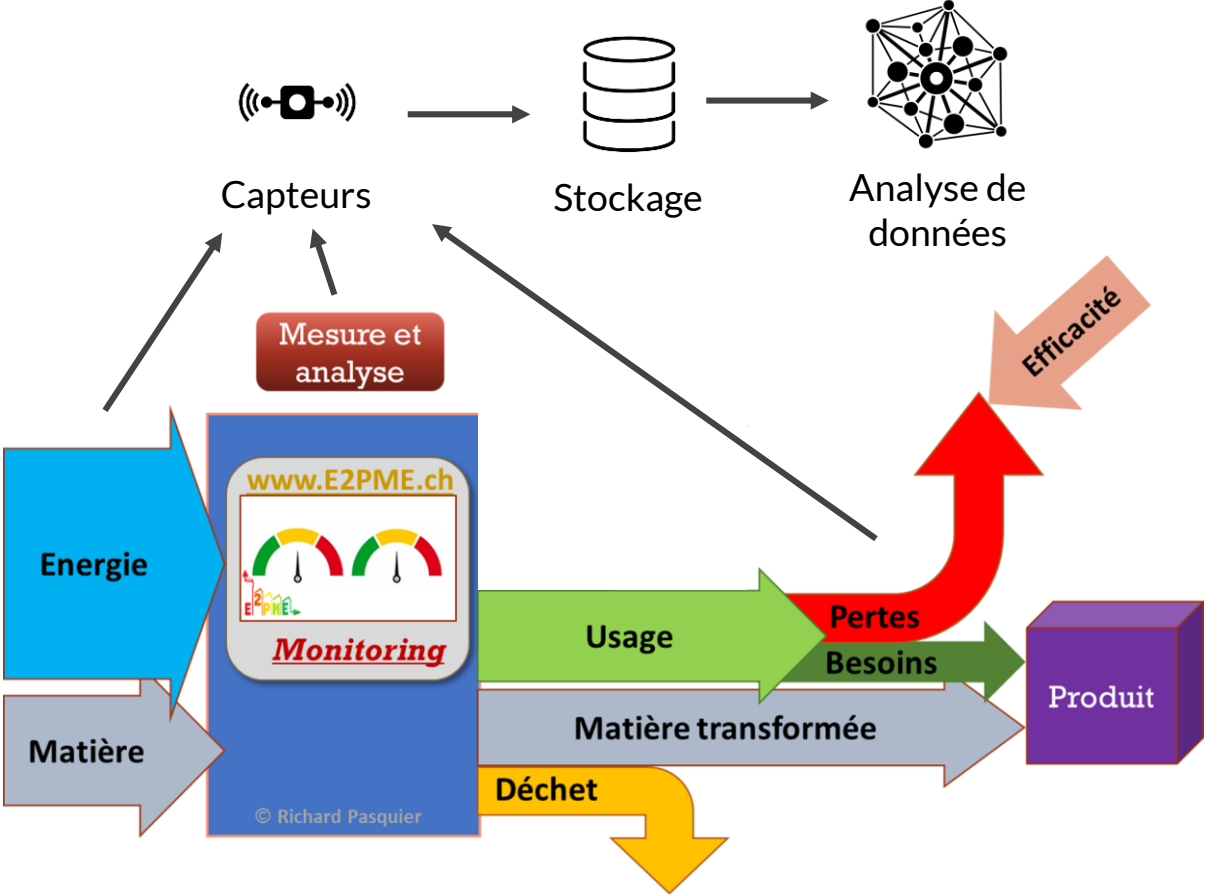 Capteurs
Stockage
Analyse de
données
Efficacité
Mesure et
analyse
www.E2PME.ch
Energie
E2PME
Monitoring
Usage
Pertes
Besoins
Produit
Matière
Matière transformée
Déchet
© Richard Pasquier